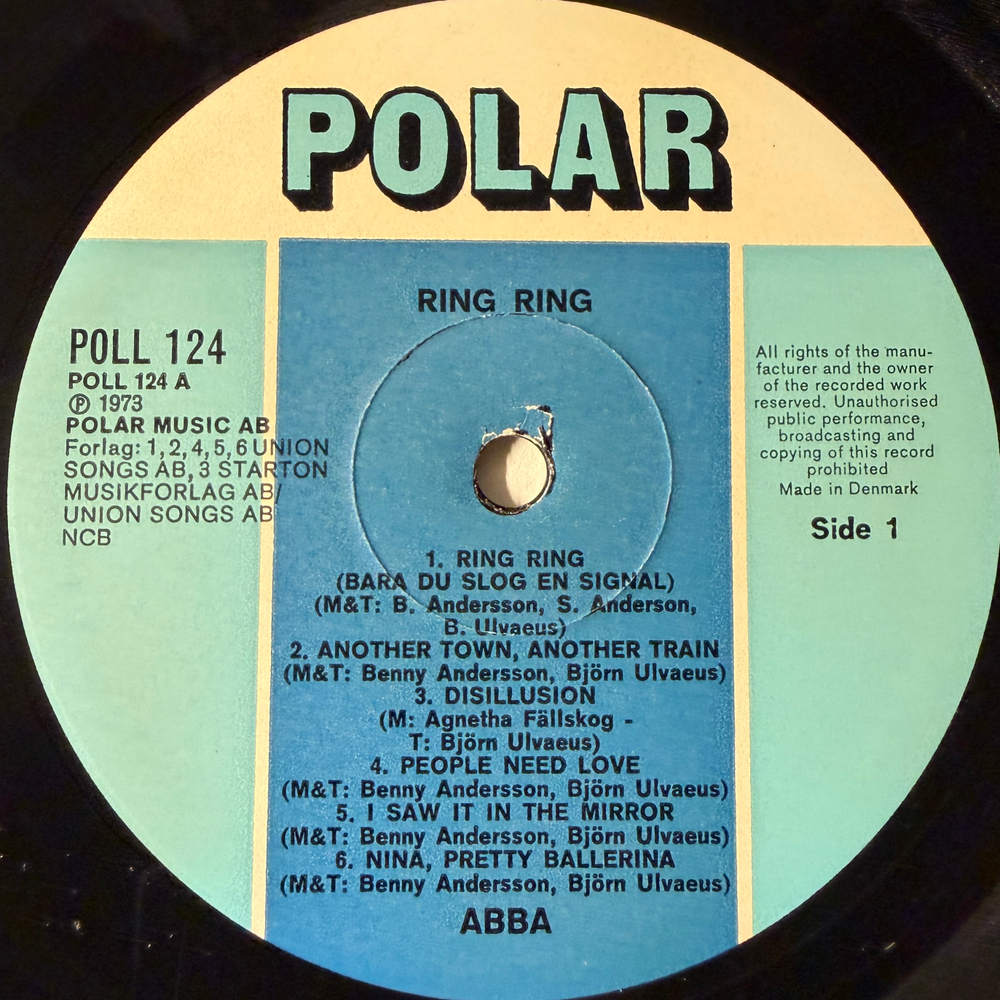 POLAR
RING RING
POLL 124
POLL 124 A
℗ 1973
POLAR MUSIC AB
Forlag: 1,2,4,5,6 UNION
SONGS AB, 3 STARTON
MUSIKFORLAG AB/
UNION SONGS AB
NCB
All rights of the manu-
facturer and the owner
of the recorded work
reserved. Unauthorised
public performance,
broadcasting and
copying of this record
prohibited
Made in Denmark
Side 1
1. RING RING
(BARA DU SLOG EN SIGNAL)
(M&T: B. Andersson, S. Anderson,
B. Ulvaeus)
2. ANOTHER TOWN, ANOTHER TRAIN
(M&T: Benny Andersson, Björn Ulvaeus)
3. DISILLUSION
(M: Agnetha Fällskog -
T: Björn Ulvaeus)
4. PEOPLE NEED LOVE
(M&T: Benny Andersson, Björn Ulvaeus)
5. I SAW IT IN THE MIRROR
(M&T: Benny Andersson, Björn Ulvaeus)
6. NINA, PRETTY BALLERINA
(M&T: Benny Andersson, Björn Ulvaeus)
ABBA